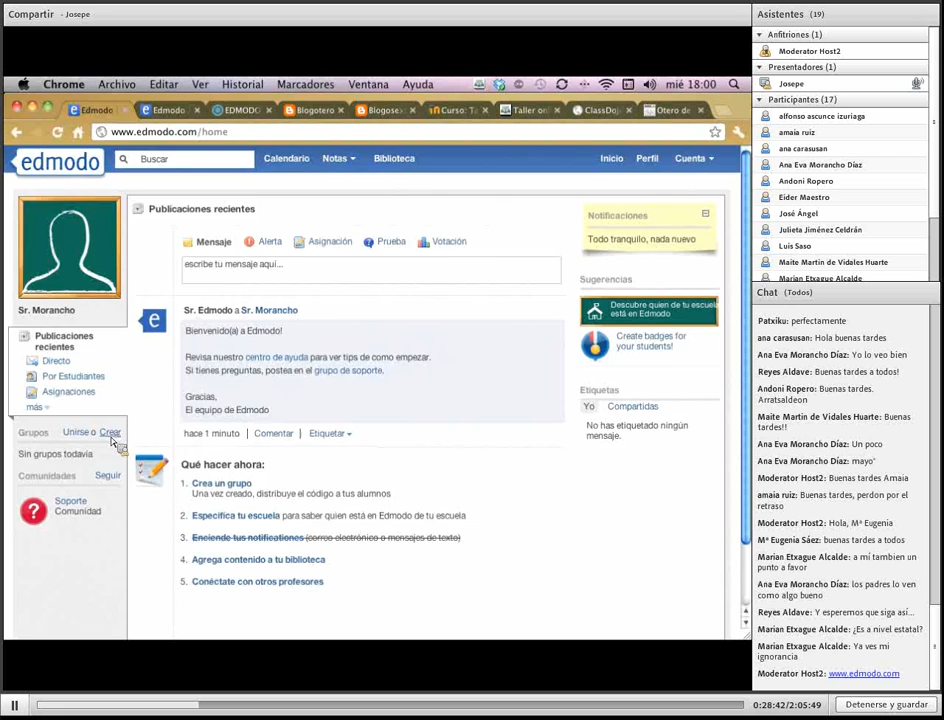 Compartir - Josepe
Chrome Archivo Editar Ver Historial Marcadores Ventana Ayuda mié 18:00
Edmodo Edmodo EDMODO Blogotero Blogosex Curso: T Taller on ClassDoj Otero de
www.edmodo.com/home
edmodo Buscar Calendario Notas Biblioteca Inicio Perfil Cuenta
Sr. Morancho
Publicaciones
recientes
Directo
Por Estudiantes
Asignaciones
más
Grupos Unirse o Crear
Sin grupos todavía
Comunidades Seguir
Soporte
Comunidad
Publicaciones recientes
Mensaje Alerta Asignación Prueba Votación
escribe tu mensaje aquí...
Sr. Edmodo a Sr. Morancho
Bienvenido(a) a Edmodo!
Revisa nuestro centro de ayuda para ver tips de como empezar.
Si tienes preguntas, postea en el grupo de soporte.
Gracias,
El equipo de Edmodo
hace 1 minuto Comentar Etiquetar
Qué hacer ahora:
1. Crea un grupo
Una vez creado, distribuye el código a tus alumnos
2. Especifica tu escuela para saber quien está en Edmodo de tu escuela
3. Enciende tus notificationes (correo electrónico o mensajes de texto)
4. Agrega contenido a tu biblioteca
5. Conéctate con otros profesores
Notificaciones
Todo tranquilo, nada nuevo
Sugerencias
Descubre quien de tu escuela
está en Edmodo
Create badges for
your students!
Etiquetas
Yo Compartidas
No has etiquetado ningún
mensaje.
Asistentes (19)
Anfitriones (1)
Moderator Host2
Presentadores (1)
Josepe
Participantes (17)
alfonso ascunce izuriaga
amaia ruiz
ana carasusan
Ana Eva Morancho Díaz
Andoni Ropero
Eider Maestro
José Ángel
Julieta Jiménez Celdrán
Luis Saso
Maite Martin de Vidales Huarte
Marian Etxague Alcalde
Chat (Todos)
Patxiku: perfectamente
ana carasusan: Hola buenas tardes
Ana Eva Morancho Díaz: Yo lo veo bien
Reyes Aldave: Buenas tardes a todos!
Andoni Ropero: Buenas tardes.
Arratsaldeon
Maite Martin de Vidales Huarte: Buenas
tardes!!
Ana Eva Morancho Díaz: Un poco
Ana Eva Morancho Díaz: mayo'
Moderator Host2: Buenas tardes Amaia
amaia ruiz: Buenas tardes, perdon por el
retraso
Moderator Host2: Hola, Mª Eugenia
Mª Eugenia Sáez: buenas tardes a todos
Marian Etxague Alcalde: a mí tambien un
punto a favor
Ana Eva Morancho Díaz: los padres lo ven
como algo bueno
Reyes Aldave: Y esperemos que siga así...
Marian Etxague Alcalde: ¿Es a nivel estatal?
Marian Etxague Alcalde: Ya ves mi
ignorancia
Moderator Host2: www.edmodo.com
0:28:42/2:05:49 Detenerse y guardar